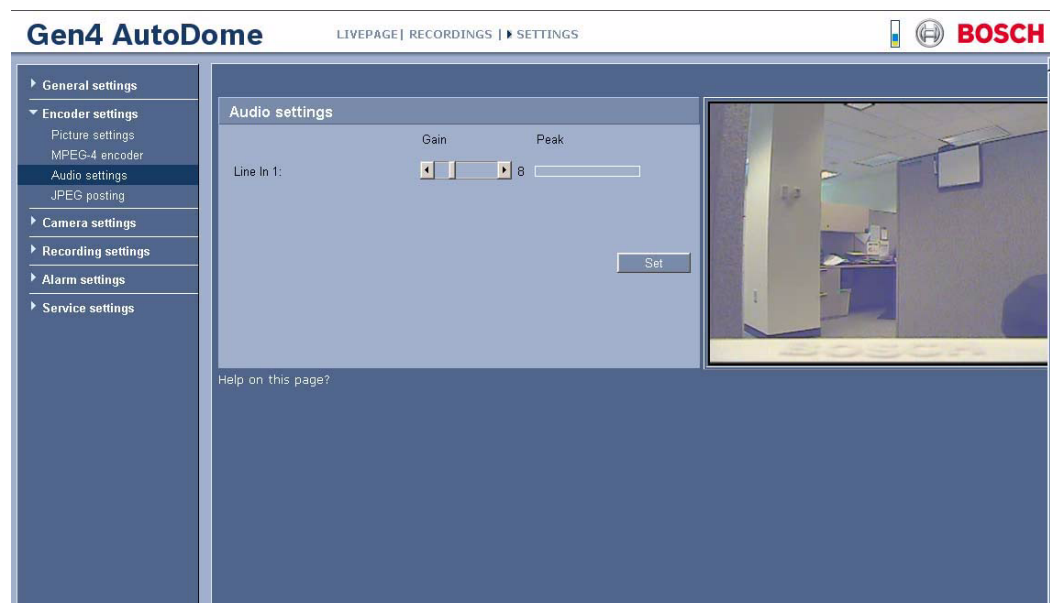 Gen4 AutoDome
LIVEPAGE| RECORDINGS | SETTINGS
BOSCH
General settings
Encoder settings
Picture settings
MPEG-4 encoder
Audio settings
JPEG posting
Camera settings
Recording settings
Alarm settings
Service settings
Audio settings
Gain Peak
Line In 1: 8
Set
BOSCH
Help on this page?